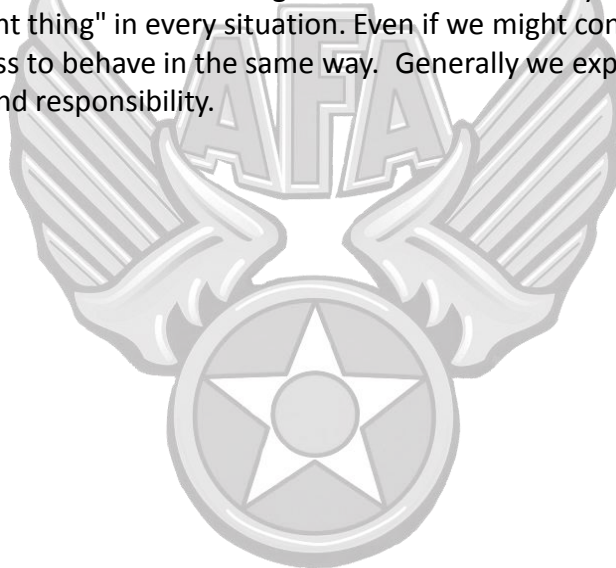 nt thing" in every situation. Even if we might con
ss to behave in the same way.  Generally we exp
nd responsibility.
AFA